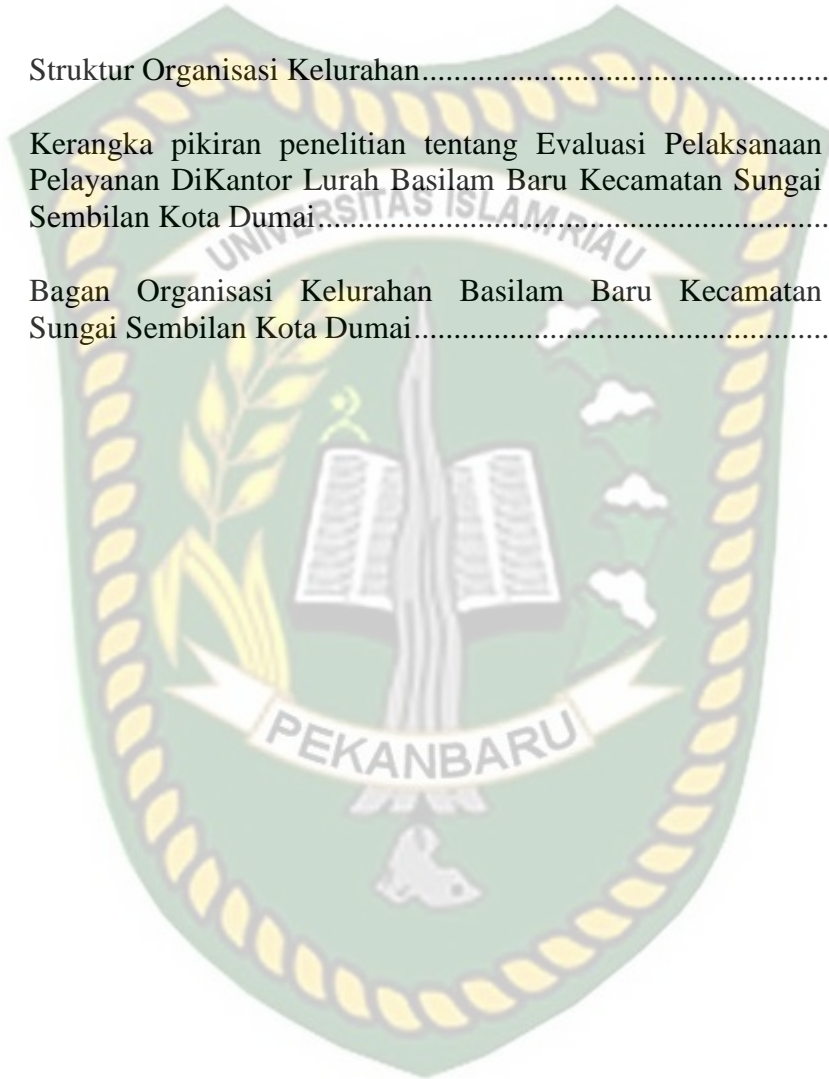 Struktur Organisasi Kelurahan.................................................
Kerangka pikiran penelitian tentang Evaluasi Pelaksanaan
Pelayanan DiKantor Lurah Basilam Baru Kecamatan Sungai
Sembilan Kota Dumai..............................................................
UNIVERSITAS ISLAM RIAU
Bagan Organisasi Kelurahan Basilam Baru Kecamatan
Sungai Sembilan Kota Dumai..................................................
PEKANBARU